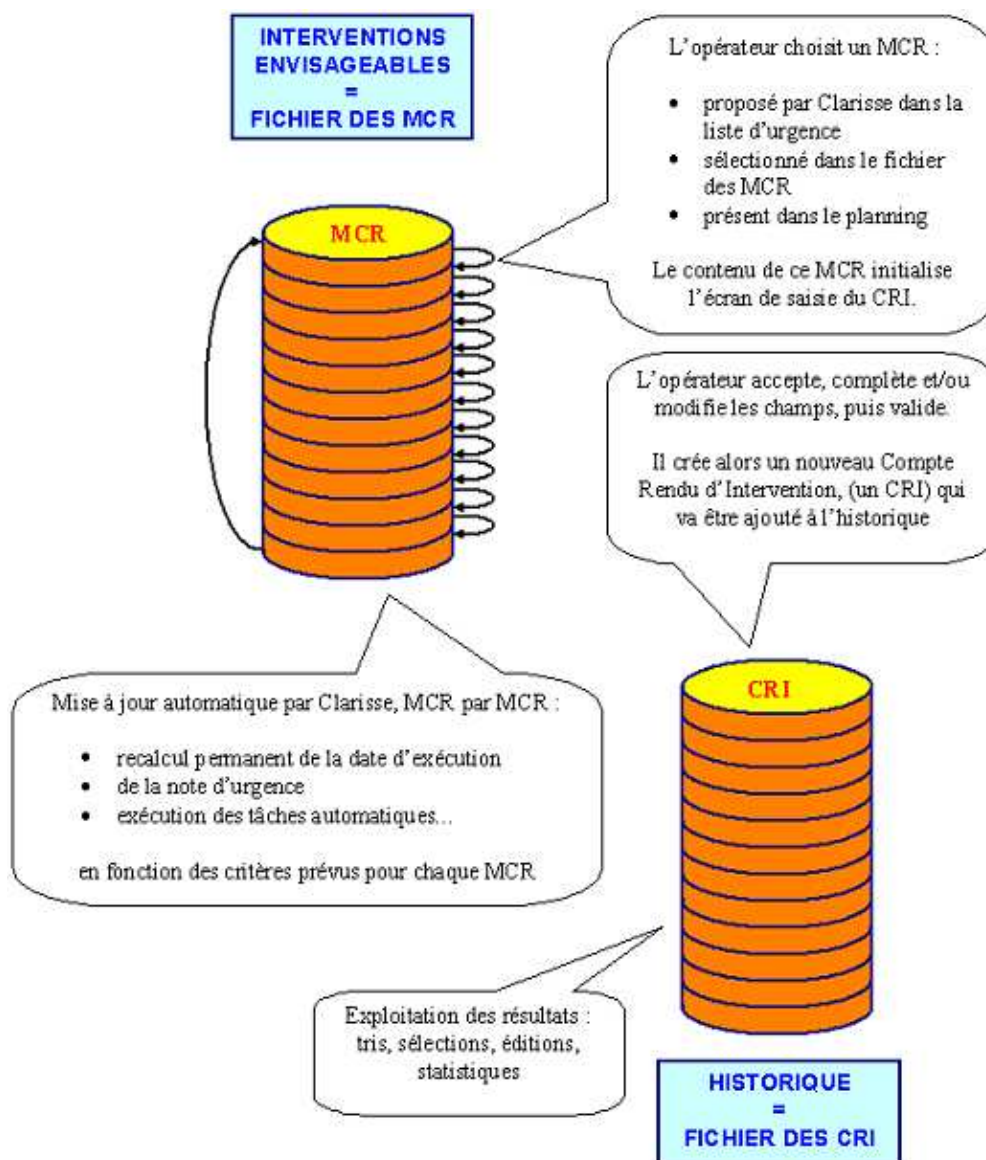 INTERVENTIONS
ENVISAGEABLES
=
FICHIER DES MCR
L'opérateur choisit un MCR :
• proposé par Clarisse dans la
liste d'urgence
• sélectionné dans le fichier
des MCR
• présent dans le planning
Le contenu de ce MCR initialise
l'écran de saisie du CRI.
MCR
L'opérateur accepte, complète et/ou
modifie les champs, puis valide.
Il crée alors un nouveau Compte
Rendu d'Intervention, (un CRI) qui
va être ajouté à l'historique
Mise à jour automatique par Clarisse, MCR par MCR :
• recalcul permanent de la date d'exécution
• de la note d'urgence
• exécution des tâches automatiques...
en fonction des critères prévus pour chaque MCR
CRI
Exploitation des résultats :
tris, sélections, éditions,
statistiques
HISTORIQUE
=
FICHIER DES CRI